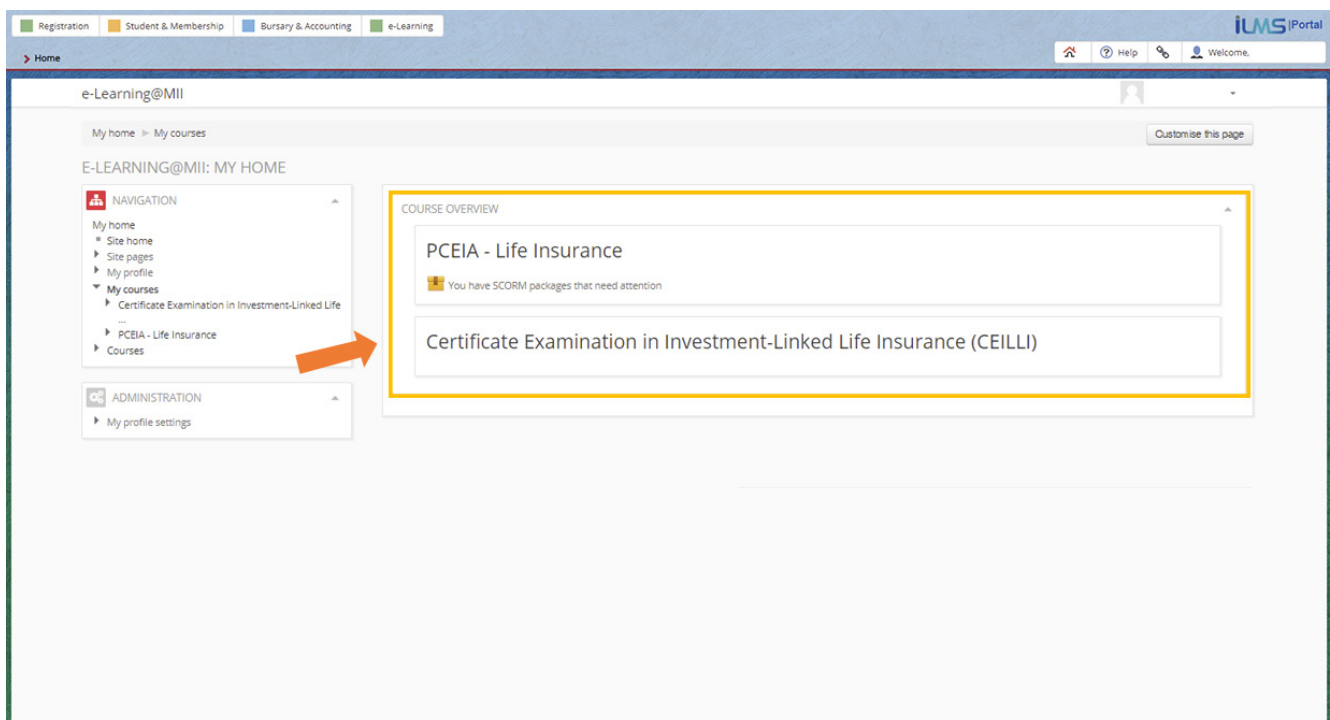 Registration Student & Membership Bursary & Accounting e-Learning
iLMS |Portal
Home
Help Welcome,
e-Learning@MII
My home My courses
Customise this page
E-LEARNING@MII: MY HOME
NAVIGATION
My home
Site home
Site pages
My profile
My courses
Certificate Examination in Investment-Linked Life
...
PCEIA - Life Insurance
Courses
ADMINISTRATION
My profile settings
COURSE OVERVIEW
PCEIA - Life Insurance
You have SCORM packages that need attention
Certificate Examination in Investment-Linked Life Insurance (CEILLI)